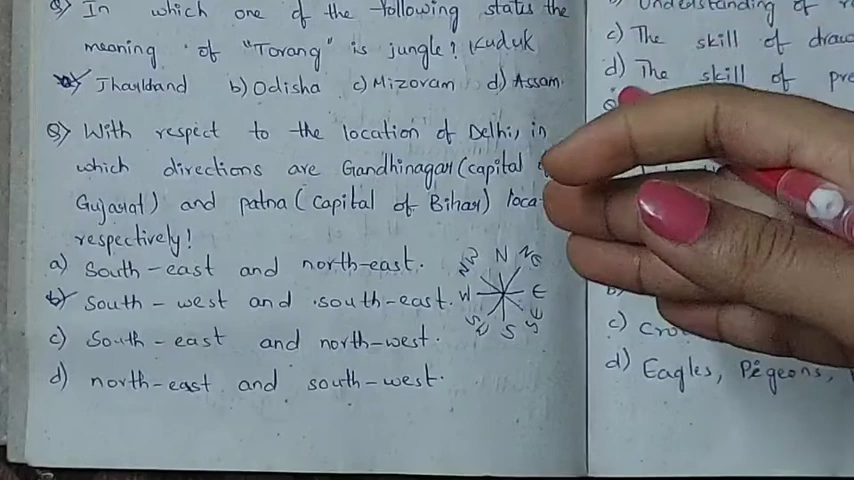 Q) In which one of the following states the
meaning of "Torang" is jungle? Kuduk
a) Jharkhand b) Odisha c) Mizoram d) Assam.
Q) With respect to the location of Delhi, in
which directions are Gandhinagar (capital
Gujarat) and patna (Capital of Bihar)
respectively!
a) South-east and north-east.
b) South-west and south-east.
c) South-east and north-west.
d) north-east and south-west.
N
NW NE
W E
SW SE
S
Understanding of
c) The skill of
d) The skill of
c)
d) Eagles, Pigeons,